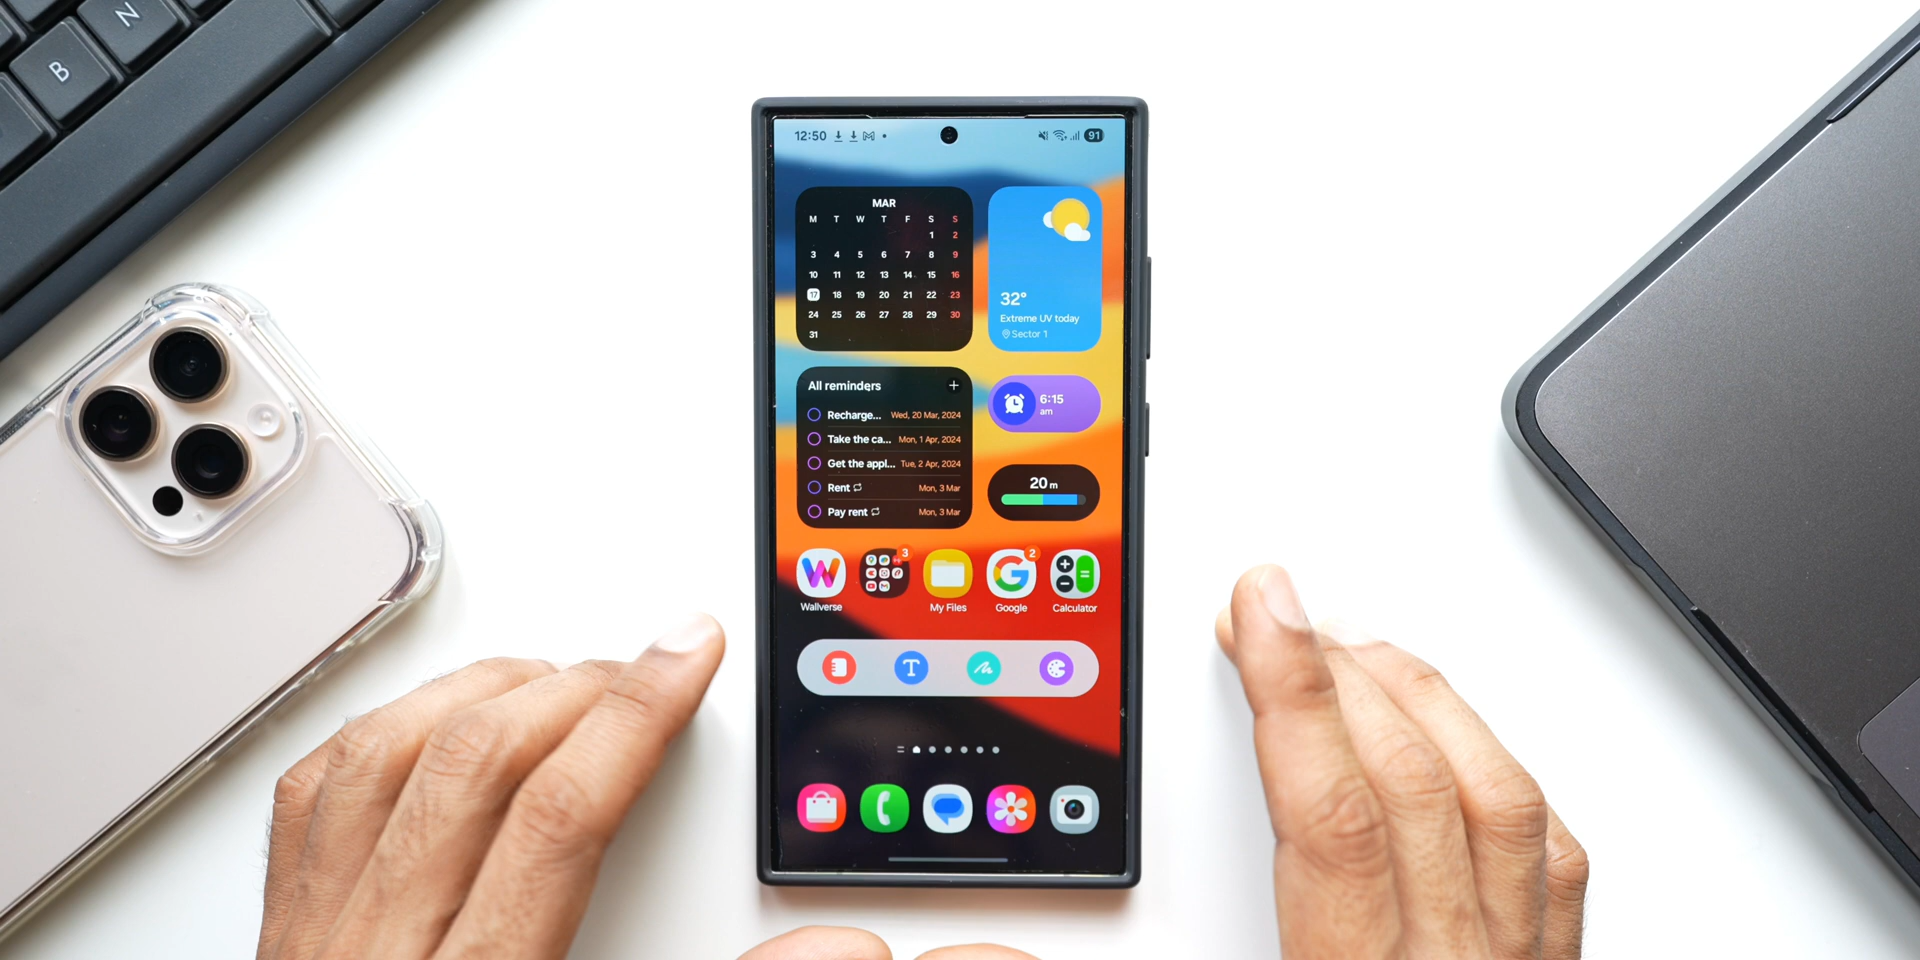 N
B
12:50
91
MAR
M T W T F S S
1 2
3 4 5 6 7 8 9
10 11 12 13 14 15 16
17 18 19 20 21 22 23
24 25 26 27 28 29 30
31
32°
Extreme UV today
Sector 1
All reminders +
Recharge... Wed, 20 Mar, 2024
Take the ca... Mon, 1 Apr, 2024
Get the appl... Tue, 2 Apr, 2024
Rent Mon, 3 Mar
Pay rent Mon, 3 Mar
6:15
am
20 m
3
2
Wallverse
My Files
Google
Calculator
T